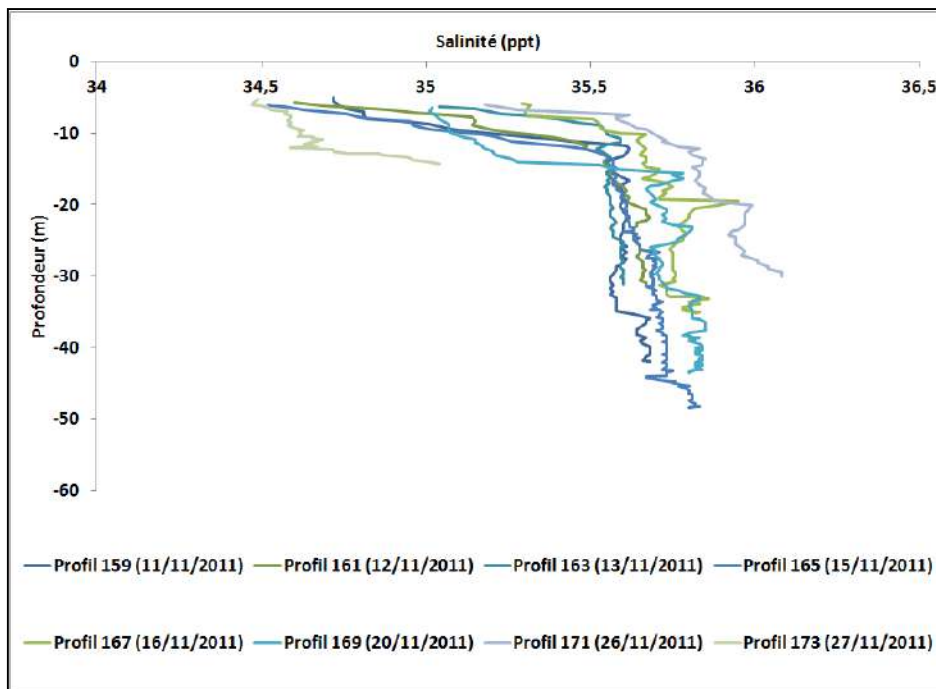 Salinité (ppt)
34
34,5
35
35,5
36
36,5
0
-10
-20
-30
-40
-50
-60
Profondeur (m)
Profil 159 (11/11/2011)
Profil 161 (12/11/2011)
Profil 163 (13/11/2011)
Profil 165 (15/11/2011)
Profil 167 (16/11/2011)
Profil 169 (20/11/2011)
Profil 171 (26/11/2011)
Profil 173 (27/11/2011)